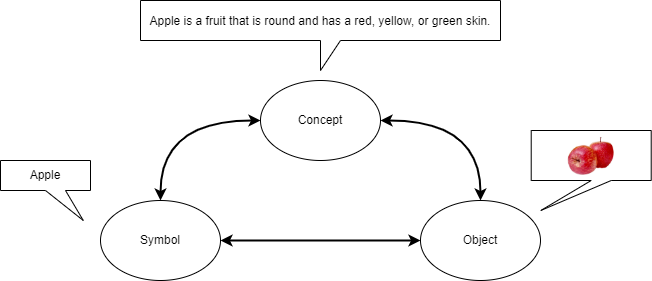 Apple is a fruit that is round and has a red, yellow, or green skin.
Concept
Apple
Symbol
Object